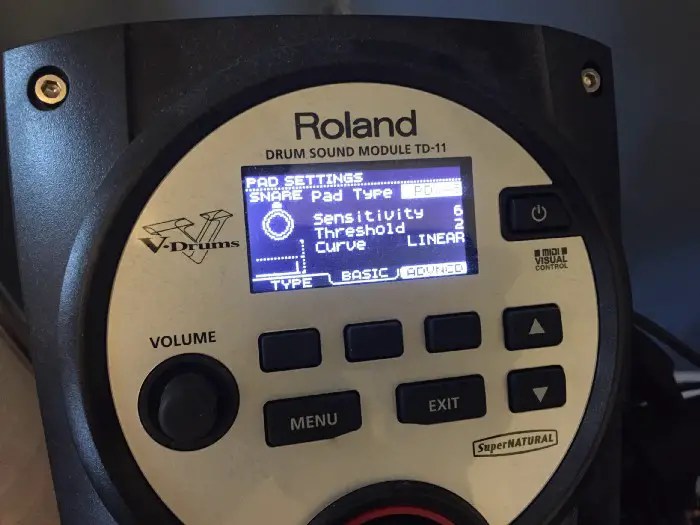 Roland
DRUM SOUND MODULE TD-11
PAD SETTINGS
SNARE Pad Type
Sensitivity 6
Threshold 2
Curve LINEAR
TYPE BASIC ADVNCD
V-Drums
MIDI
VISUAL
CONTROL
VOLUME
MENU
EXIT
SuperNATURAL